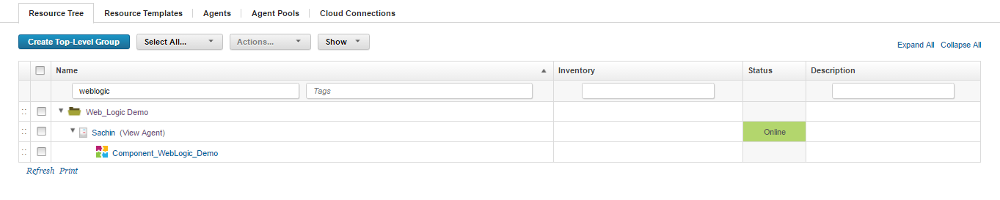 Resource Tree Resource Templates Agents Agent Pools Cloud Connections
Create Top-Level Group Select All... Actions... Show Expand All Collapse All
Name Inventory Status Description
weblogic Tags
Web_Logic Demo
Sachin (View Agent) Online
Component_WebLogic_Demo
Refresh Print